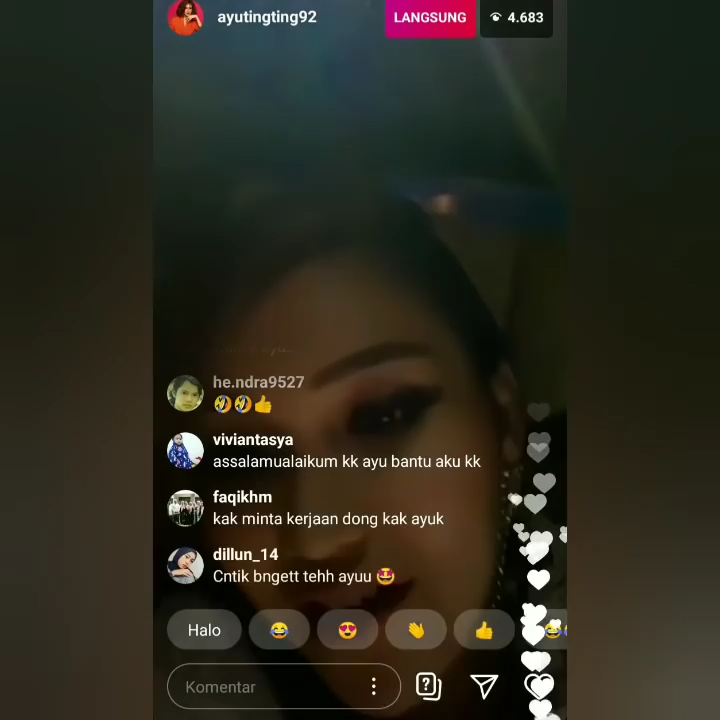 ayutingting92
LANGSUNG
4.683
he.ndra9527
🤣🤣👍
viviantasya
assalamualaikum kk ayu bantu aku kk
faqikhm
kak minta kerjaan dong kak ayuk
dillun_14
Cntik bngett tehh ayuu 🤩
Halo
Komentar